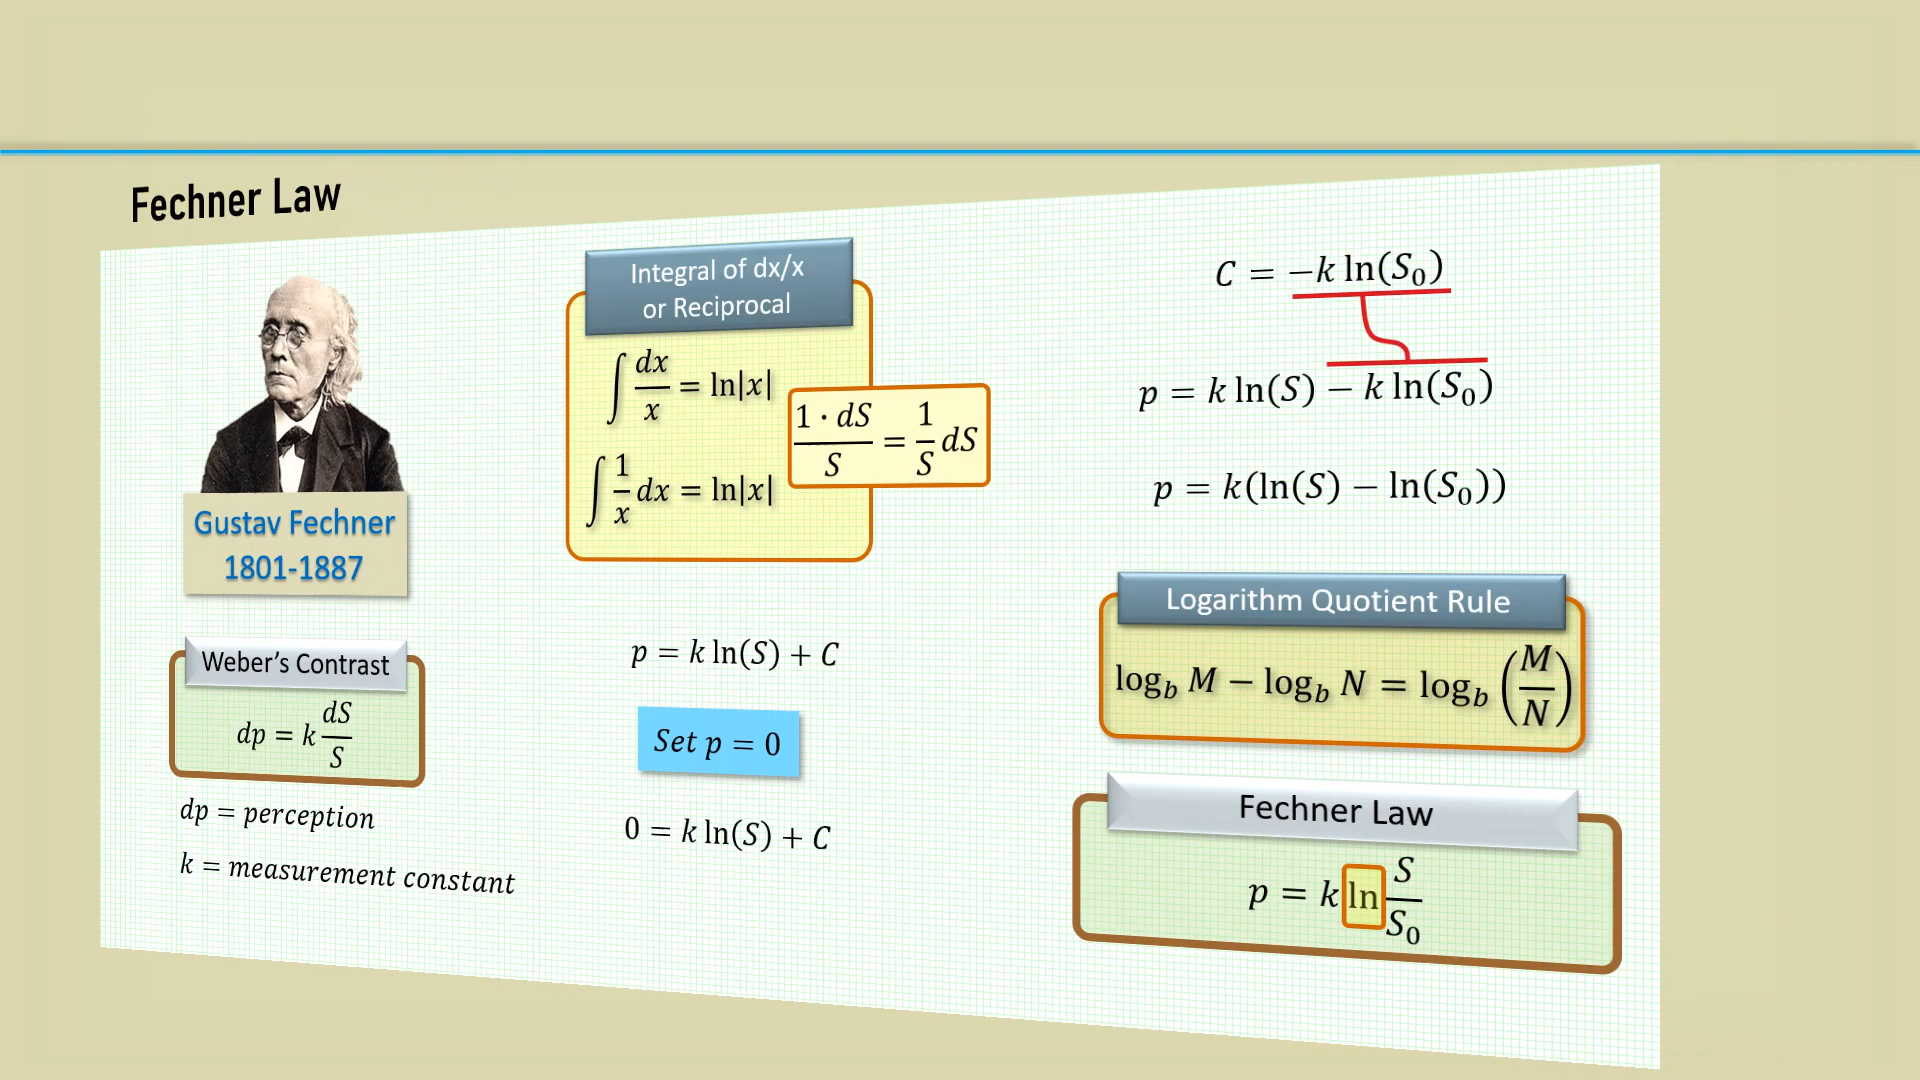 Fechner Law
Gustav Fechner
1801-1887
Weber's Contrast
dp = k dS/S
dp = perception
k = measurement constant
Integral of dx/x
or Reciprocal
∫ dx/x = ln|x|
∫ 1/x dx = ln|x|
1 · dS/S = 1/S dS
p = k ln(S) + C
Set p = 0
0 = k ln(S) + C
C = −k ln(S₀)
p = k ln(S) − k ln(S₀)
p = k(ln(S) − ln(S₀))
Logarithm Quotient Rule
log_b M − log_b N = log_b (M/N)
Fechner Law
p = k ln S/S₀